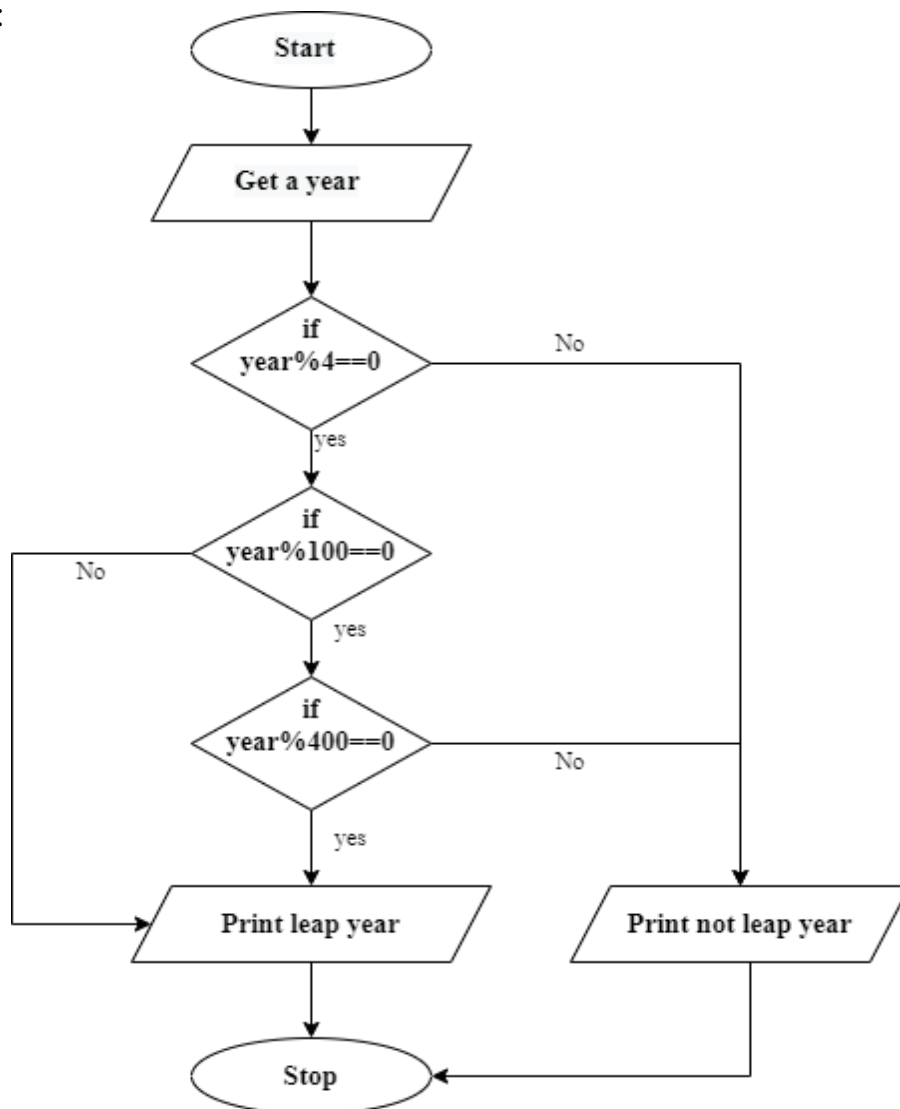 :
Start
Get a year
if
year%4==0
No
yes
if
year%100==0
No
yes
if
year%400==0
No
yes
Print leap year
Print not leap year
Stop